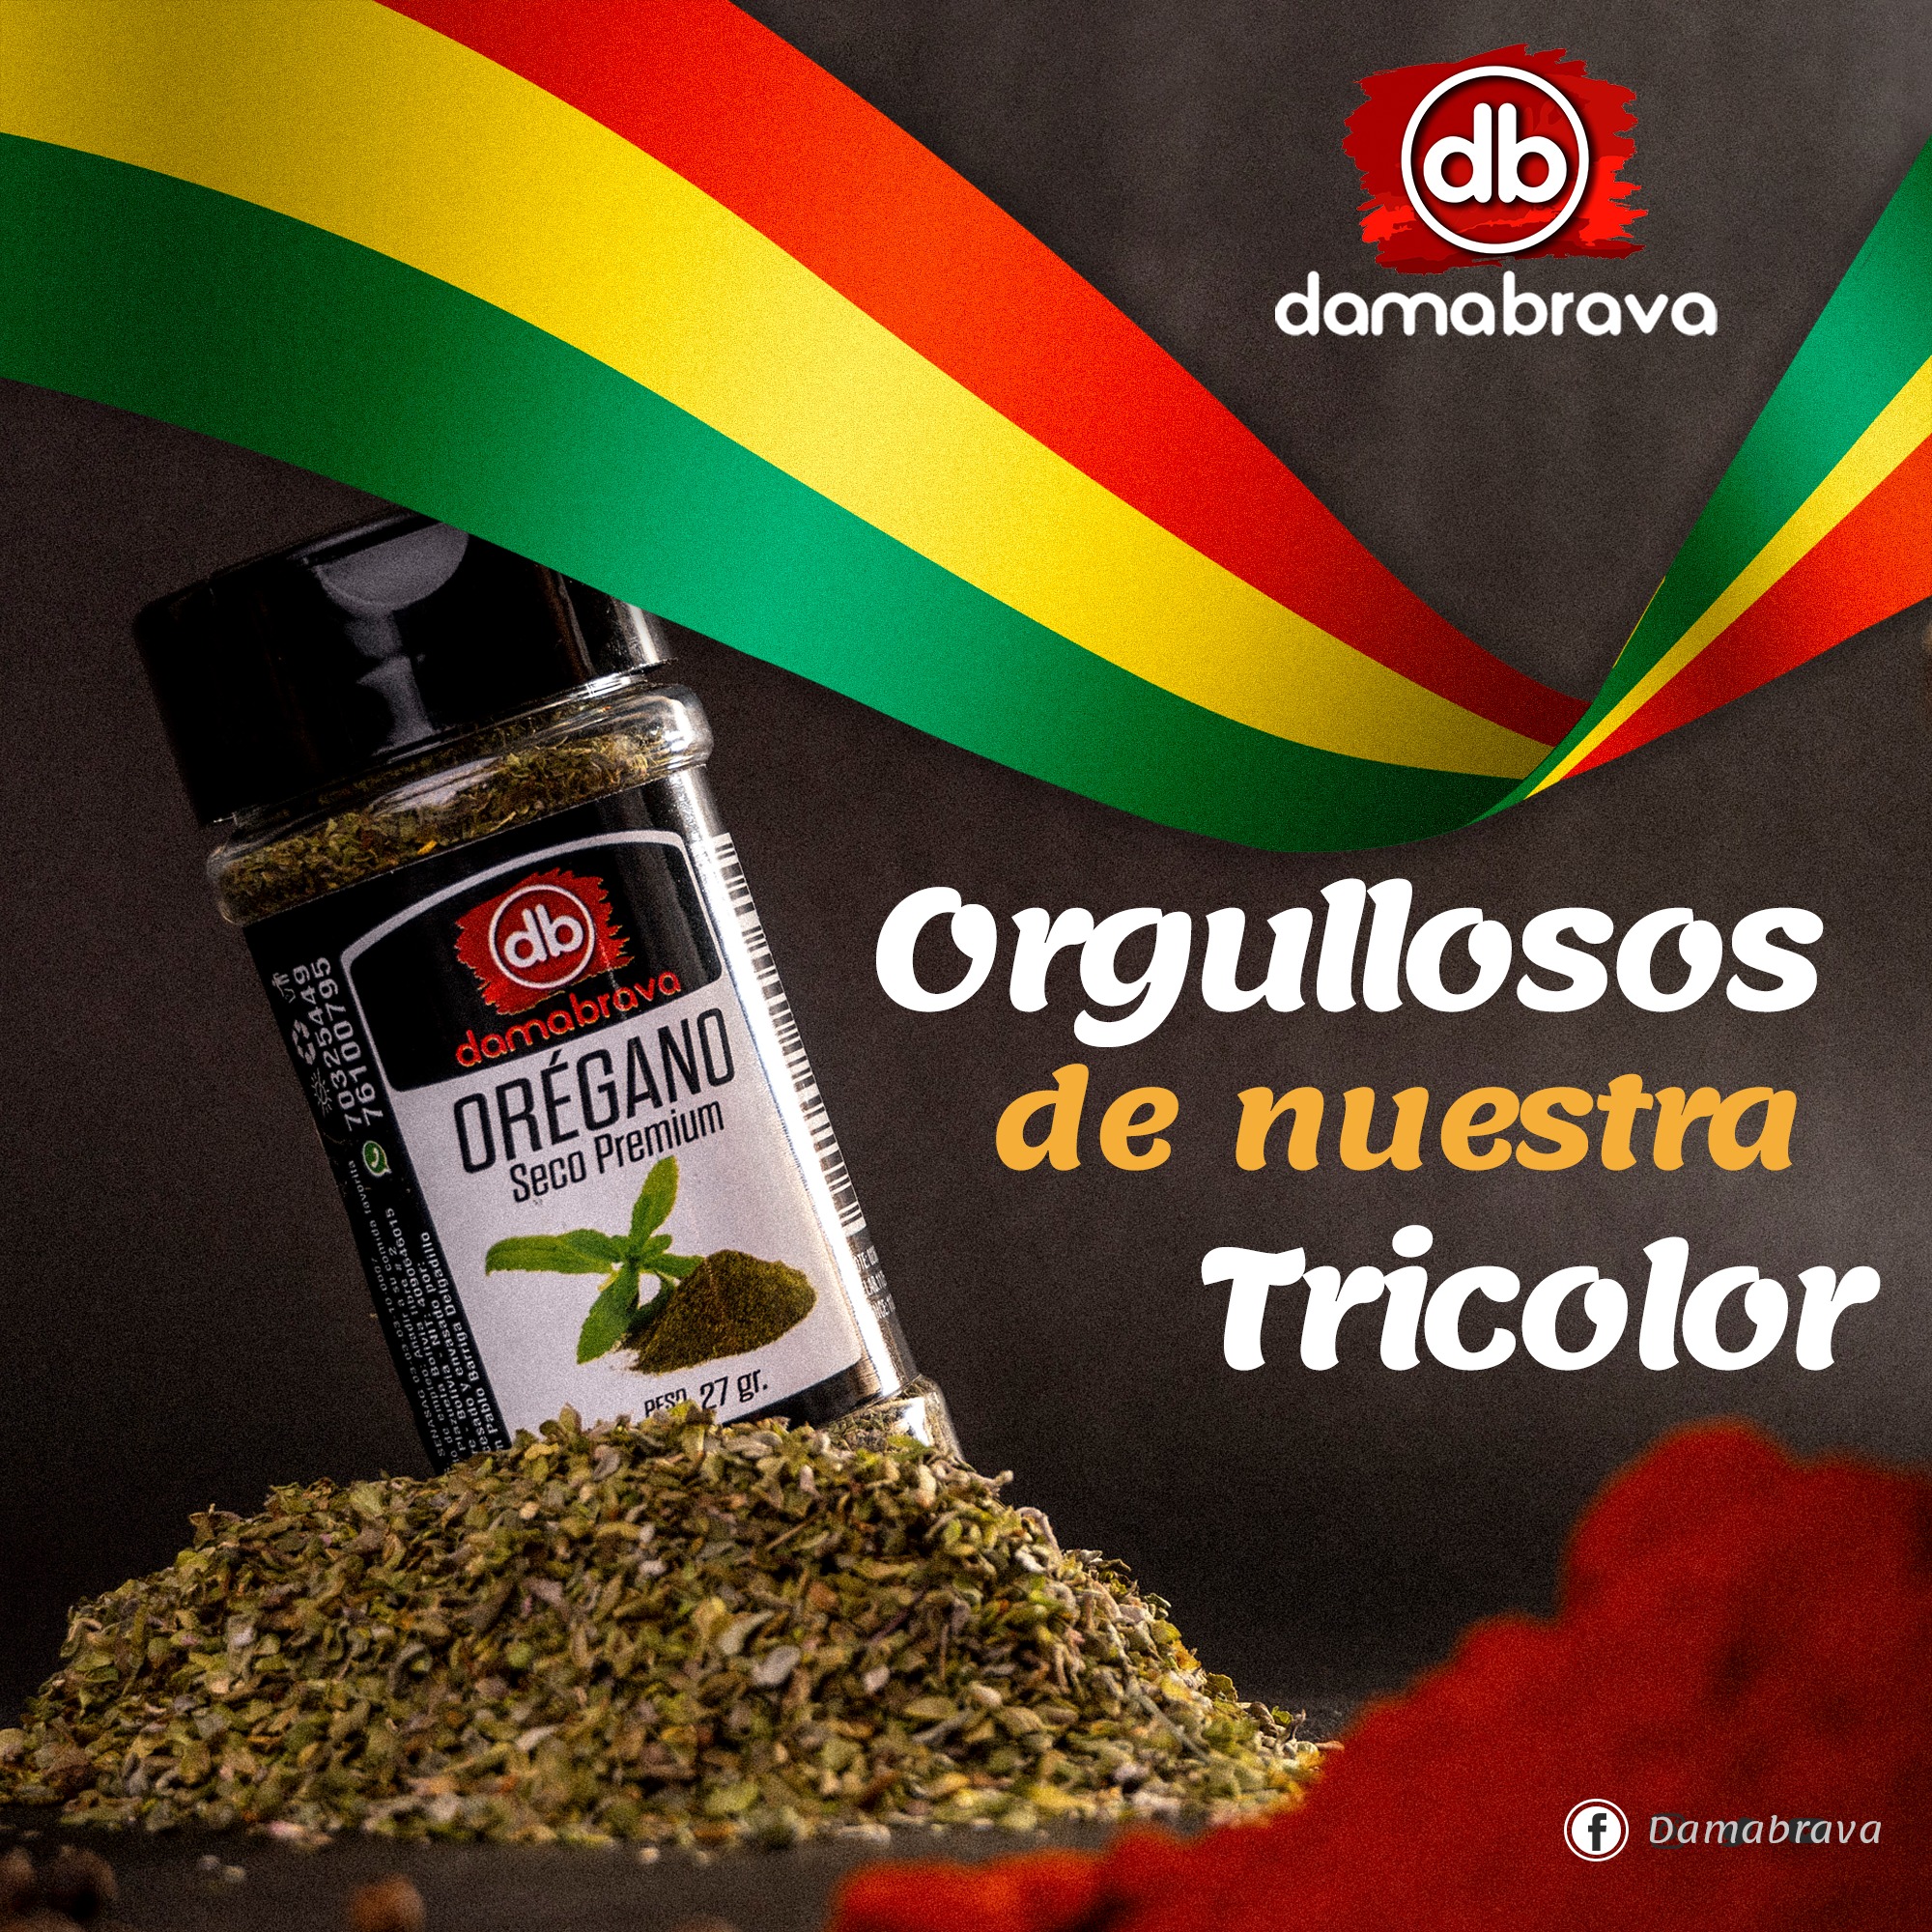 db
damabrava
Orgullosos
de nuestra
Tricolor
db
damabrava
ORÉGANO
Seco Premium
PESO 27 gr.
70325449
76100795
Damabrava